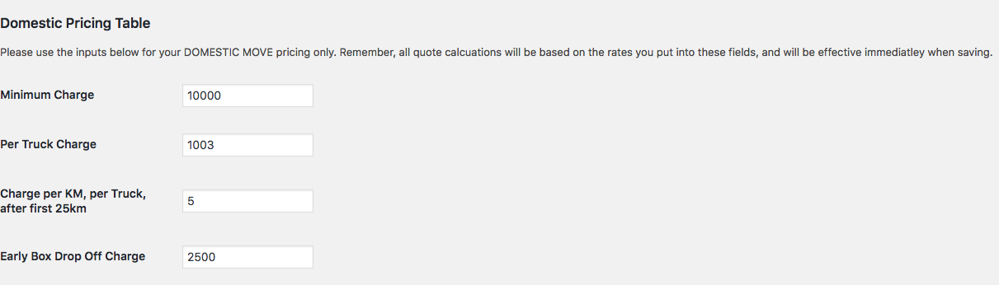 Domestic Pricing Table
Please use the inputs below for your DOMESTIC MOVE pricing only. Remember, all quote calcuations will be based on the rates you put into these fields, and will be effective immediatley when saving.
Minimum Charge
10000
Per Truck Charge
1003
Charge per KM, per Truck,
after first 25km
5
Early Box Drop Off Charge
2500